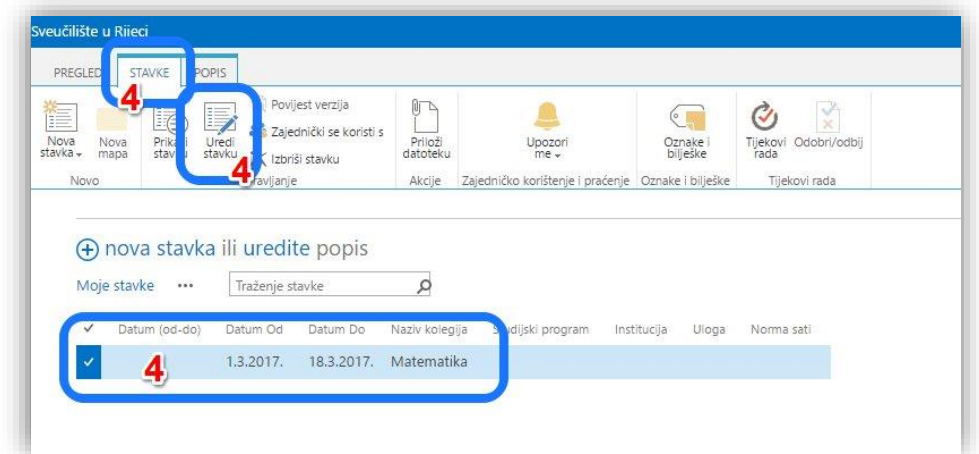 Sveučilište u Rijeci
PREGLED STAVKE POPIS
4
Nova stavka
Nova mapa
Prikaži stavku
Uredi stavku
4
Povijest verzija
Zajednički se koristi s
Izbriši stavku
Priloži datoteku
Upozori me
Oznake i bilješke
Tijekovi rada
Odobri/odbij
Novo
Akcije
Zajedničko korištenje i praćenje
Oznake i bilješke
Tijekovi rada
nova stavka ili uredite popis
Moje stavke ... Traženje stavke
Datum (od-do) Datum Od Datum Do Naziv kolegija Studijski program Institucija Uloga Norma sati
4 1.3.2017. 18.3.2017. Matematika